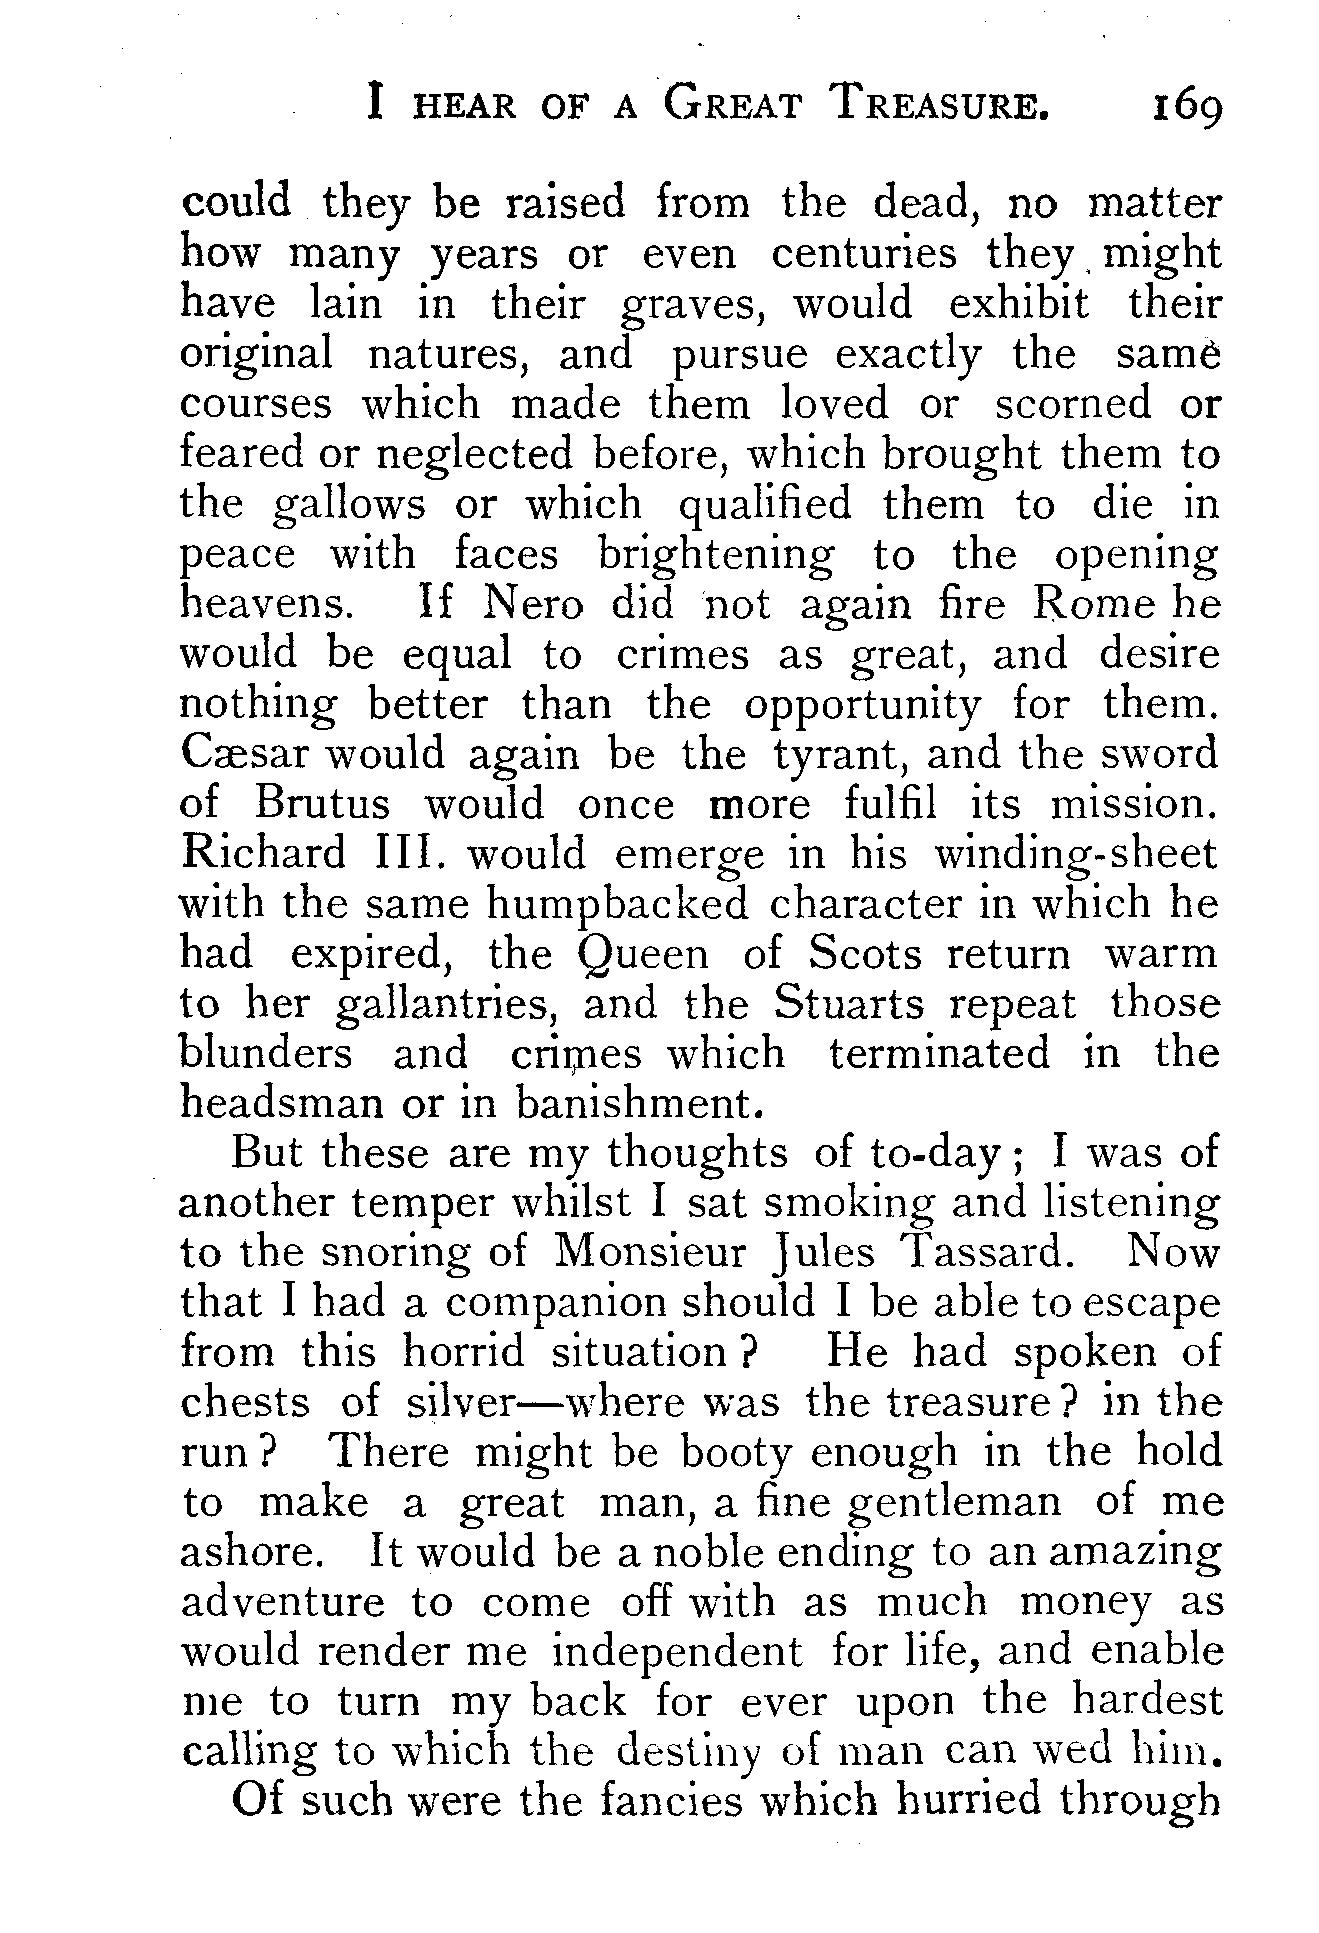 I HEAR OF A GREAT TREASURE. 169
could they be raised from the dead, no matter
how many years or even centuries they might
have lain in their graves, would exhibit their
original natures, and pursue exactly the same
courses which made them loved or scorned or
feared or neglected before, which brought them to
the gallows or which qualified them to die in
peace with faces brightening to the opening
heavens. If Nero did not again fire Rome he
would be equal to crimes as great, and desire
nothing better than the opportunity for them.
Cæsar would again be the tyrant, and the sword
of Brutus would once more fulfil its mission.
Richard III. would emerge in his winding-sheet
with the same humpbacked character in which he
had expired, the Queen of Scots return warm
to her gallantries, and the Stuarts repeat those
blunders and crimes which terminated in the
headsman or in banishment.
But these are my thoughts of to-day; I was of
another temper whilst I sat smoking and listening
to the snoring of Monsieur Jules Tassard. Now
that I had a companion should I be able to escape
from this horrid situation? He had spoken of
chests of silver—where was the treasure? in the
run? There might be booty enough in the hold
to make a great man, a fine gentleman of me
ashore. It would be a noble ending to an amazing
adventure to come off with as much money as
would render me independent for life, and enable
me to turn my back for ever upon the hardest
calling to which the destiny of man can wed him.
Of such were the fancies which hurried through